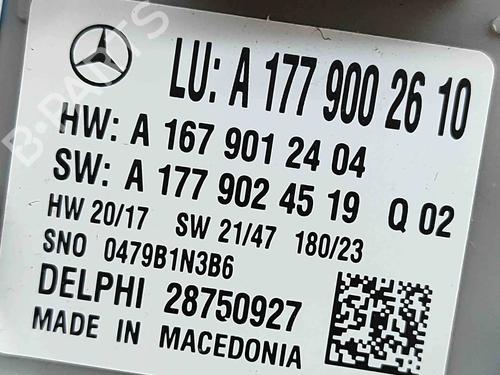 LU: A 177 900 26 10
HW: A 167 901 24 04
SW: A 177 902 45 19 Q 02
HW 20/17 SW 21/47 180/23
SNO 0479B1N3B6
DELPHI 28750927
MADE IN MACEDONIA
B-PARTS